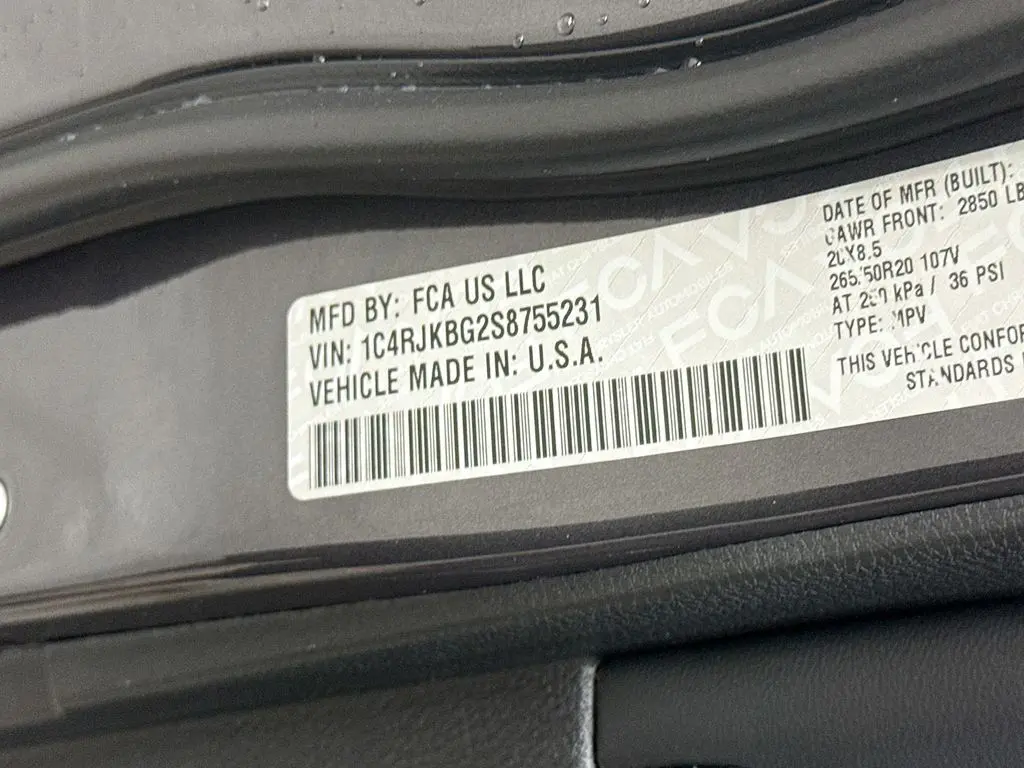 MFD BY: FCA US LLC
VIN: 1C4RJKBG2S8755231
VEHICLE MADE IN: U.S.A.
DATE OF MFR (BUILT):
GAWR FRONT: 2850 LB
20X8.5
265/50R20 107V
AT 250 kPa / 36 PSI
TYPE: MPV
THIS VEHICLE CONFOR
STANDARDS